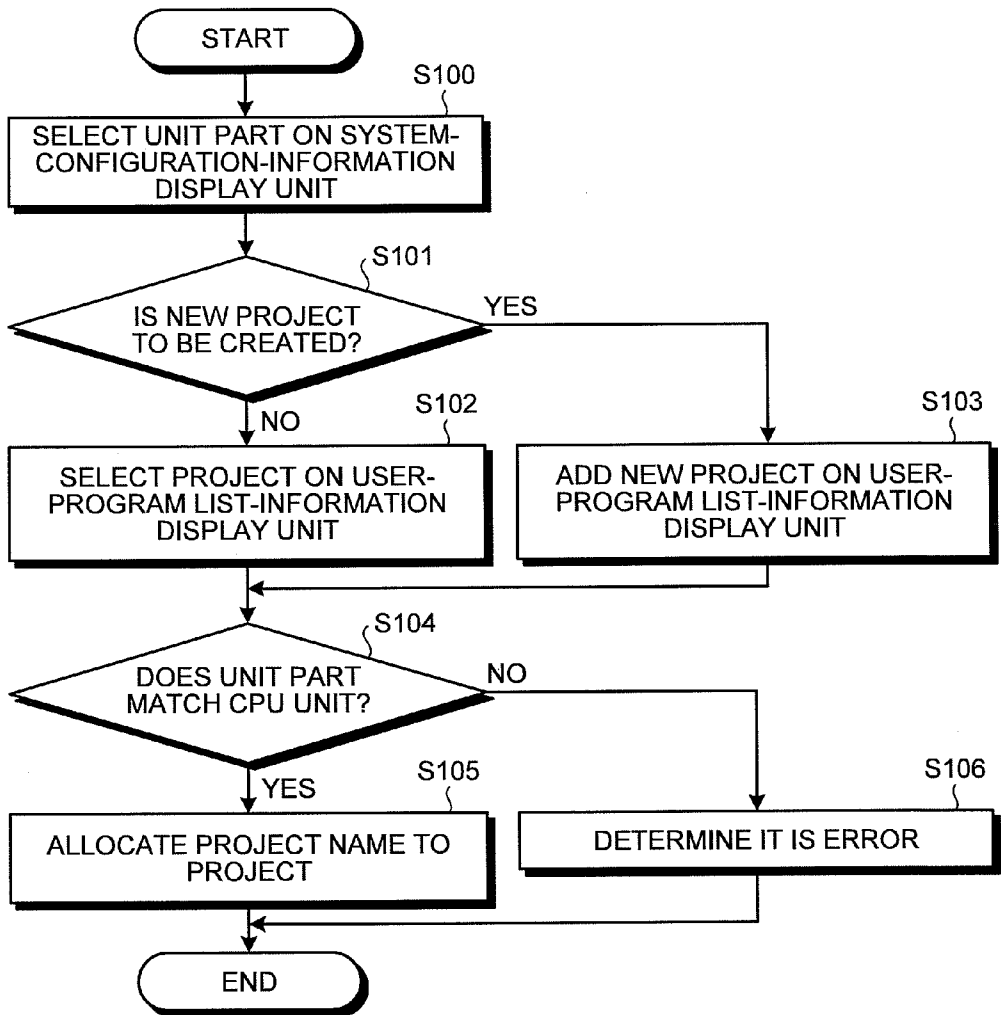 START
S100
SELECT UNIT PART ON SYSTEM-
CONFIGURATION-INFORMATION
DISPLAY UNIT
S101
IS NEW PROJECT
TO BE CREATED?
YES
NO
S102
SELECT PROJECT ON USER-
PROGRAM LIST-INFORMATION
DISPLAY UNIT
S103
ADD NEW PROJECT ON USER-
PROGRAM LIST-INFORMATION
DISPLAY UNIT
S104
DOES UNIT PART
MATCH CPU UNIT?
NO
YES
S105
ALLOCATE PROJECT NAME TO
PROJECT
S106
DETERMINE IT IS ERROR
END